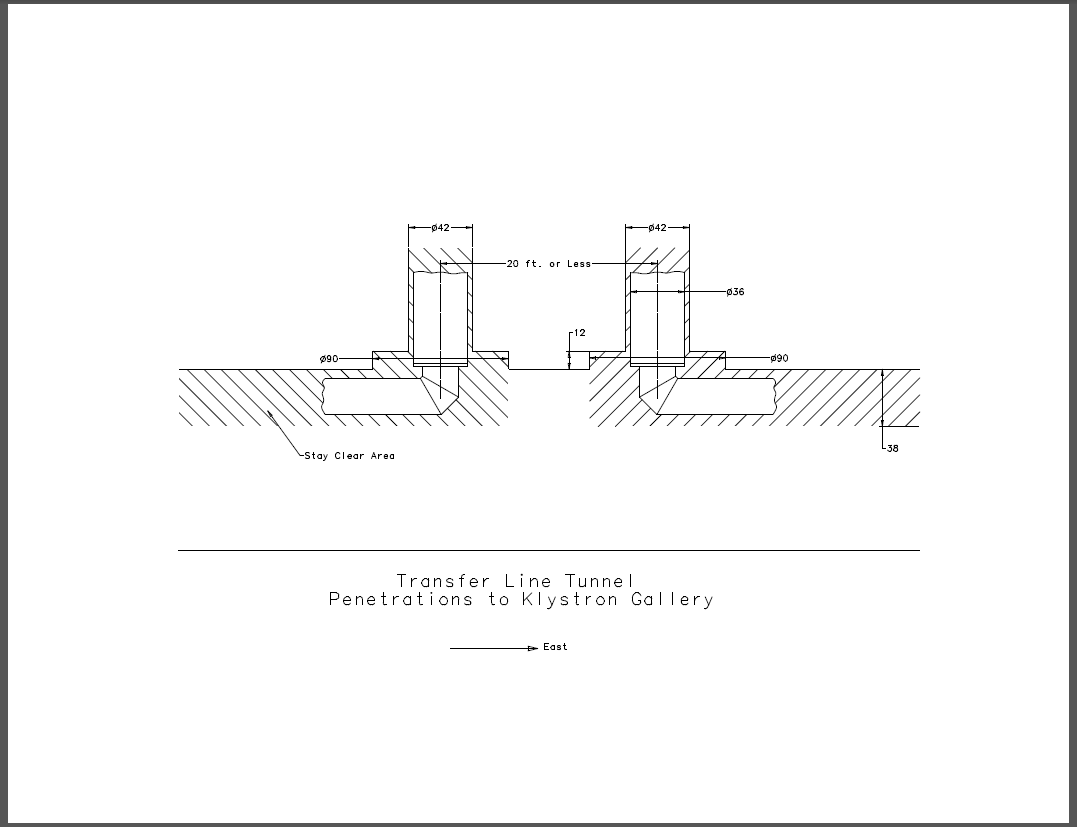 ø42
ø42
20 ft. or Less
ø36
12
ø90
ø90
38
Stay Clear Area
Transfer Line Tunnel
Penetrations to Klystron Gallery
East